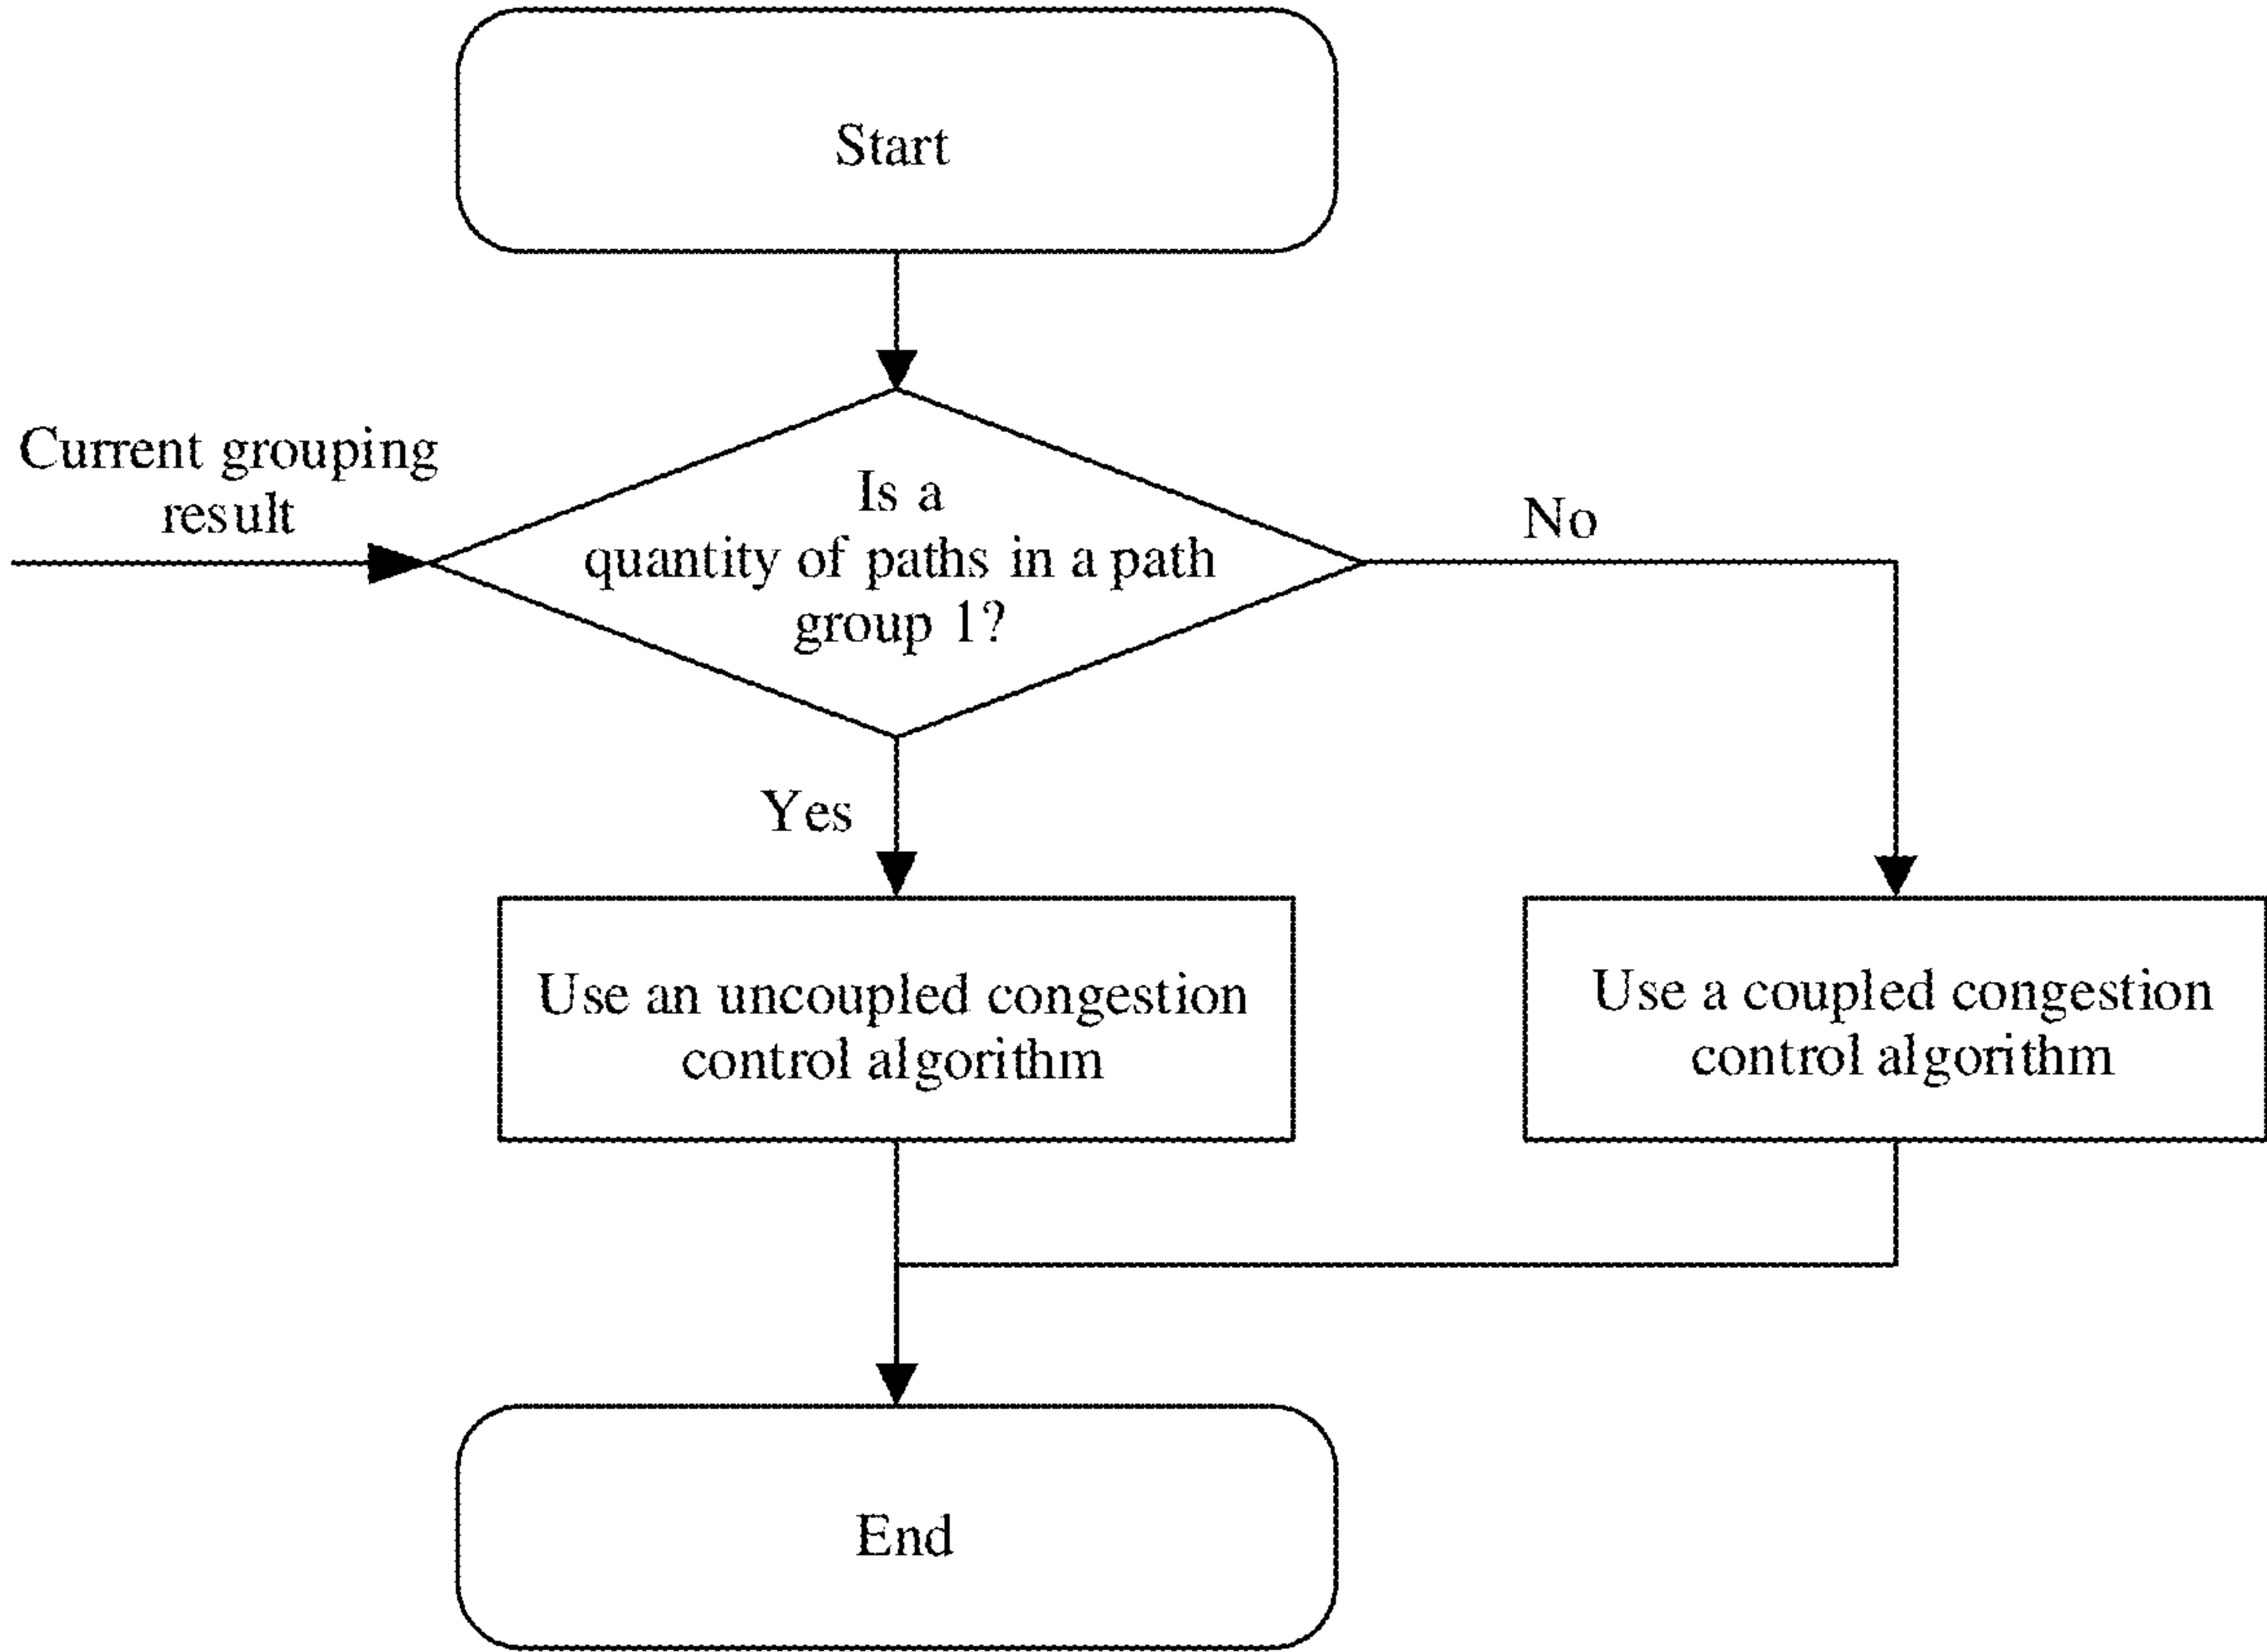 Start
Current grouping
result
Is a
quantity of paths in a path
group 1?
No
Yes
Use an uncoupled congestion
control algorithm
Use a coupled congestion
control algorithm
End